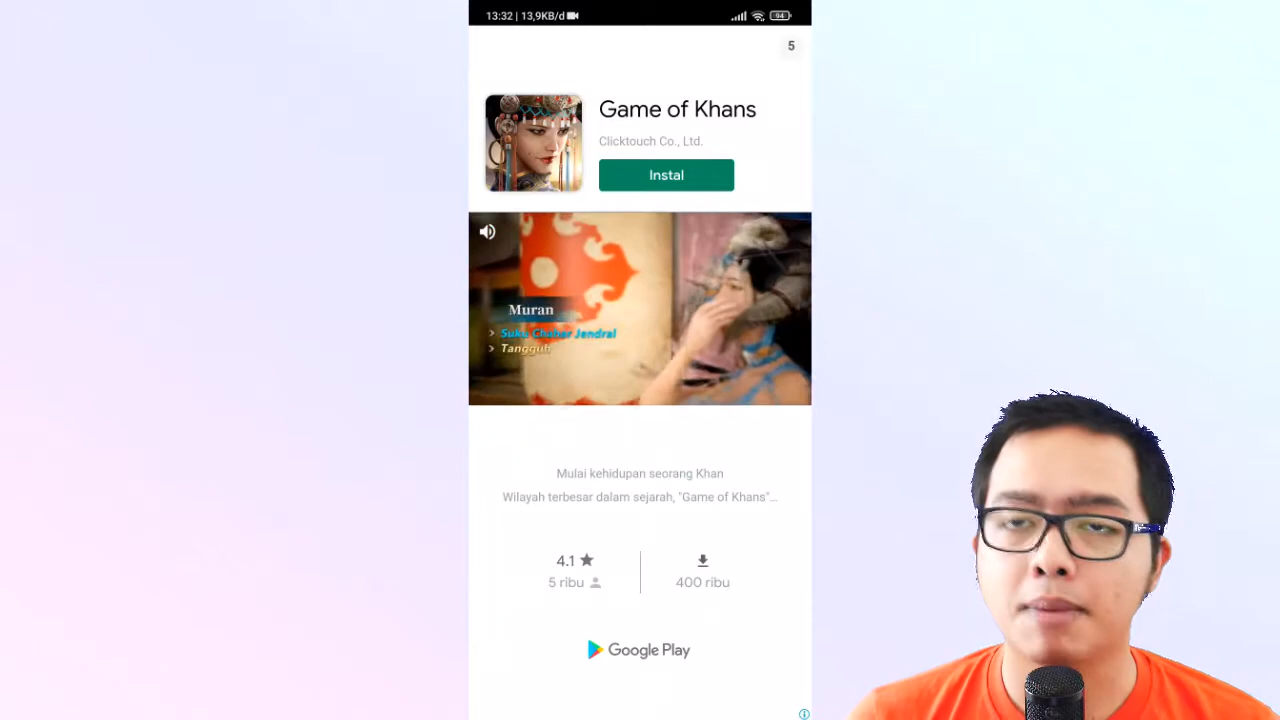 13:32 | 13,9KB/d
94
5
Game of Khans
Clicktouch Co., Ltd.
Instal
Muran
> Suku Chahar Jendral
> Tangguh
Mulai kehidupan seorang Khan
Wilayah terbesar dalam sejarah, "Game of Khans"...
4.1
5 ribu
400 ribu
Google Play